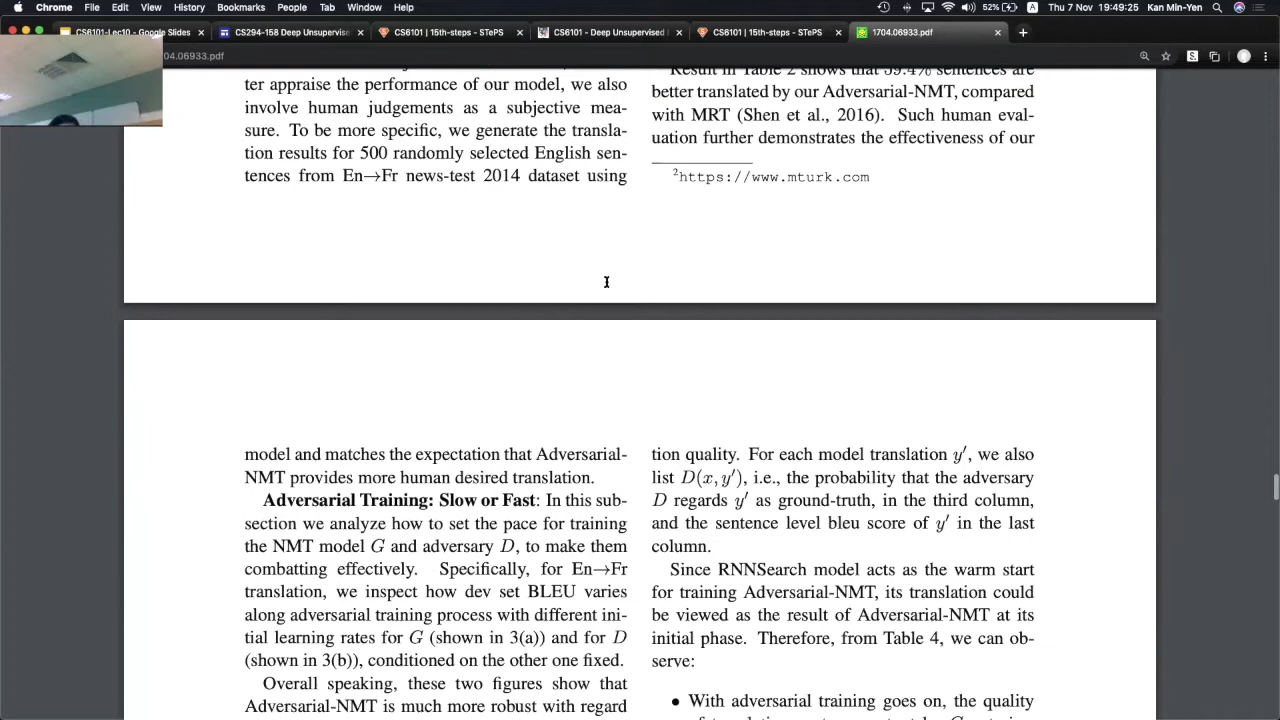 Chrome File Edit View History Bookmarks People Tab Window Help
52% Thu 7 Nov 19:49:25 Kan Min-Yen
CS6101-Lec10 - Google Slides
CS294-158 Deep Unsupervise
CS6101 | 15th-steps - STePS
CS6101 - Deep Unsupervised
CS6101 | 15th-steps - STePS
1704.06933.pdf
04.06933.pdf
ter appraise the performance of our model, we also
involve human judgements as a subjective mea-
sure. To be more specific, we generate the transla-
tion results for 500 randomly selected English sen-
tences from En→Fr news-test 2014 dataset using
Result in Table 2 shows that 59.4% sentences are
better translated by our Adversarial-NMT, compared
with MRT (Shen et al., 2016). Such human eval-
uation further demonstrates the effectiveness of our
2https://www.mturk.com
model and matches the expectation that Adversarial-
NMT provides more human desired translation.
Adversarial Training: Slow or Fast: In this sub-
section we analyze how to set the pace for training
the NMT model G and adversary D, to make them
combatting effectively. Specifically, for En→Fr
translation, we inspect how dev set BLEU varies
along adversarial training process with different ini-
tial learning rates for G (shown in 3(a)) and for D
(shown in 3(b)), conditioned on the other one fixed.
Overall speaking, these two figures show that
Adversarial-NMT is much more robust with regard
tion quality. For each model translation y′, we also
list D(x, y′), i.e., the probability that the adversary
D regards y′ as ground-truth, in the third column,
and the sentence level bleu score of y′ in the last
column.
Since RNNSearch model acts as the warm start
for training Adversarial-NMT, its translation could
be viewed as the result of Adversarial-NMT at its
initial phase. Therefore, from Table 4, we can ob-
serve:
• With adversarial training goes on, the quality